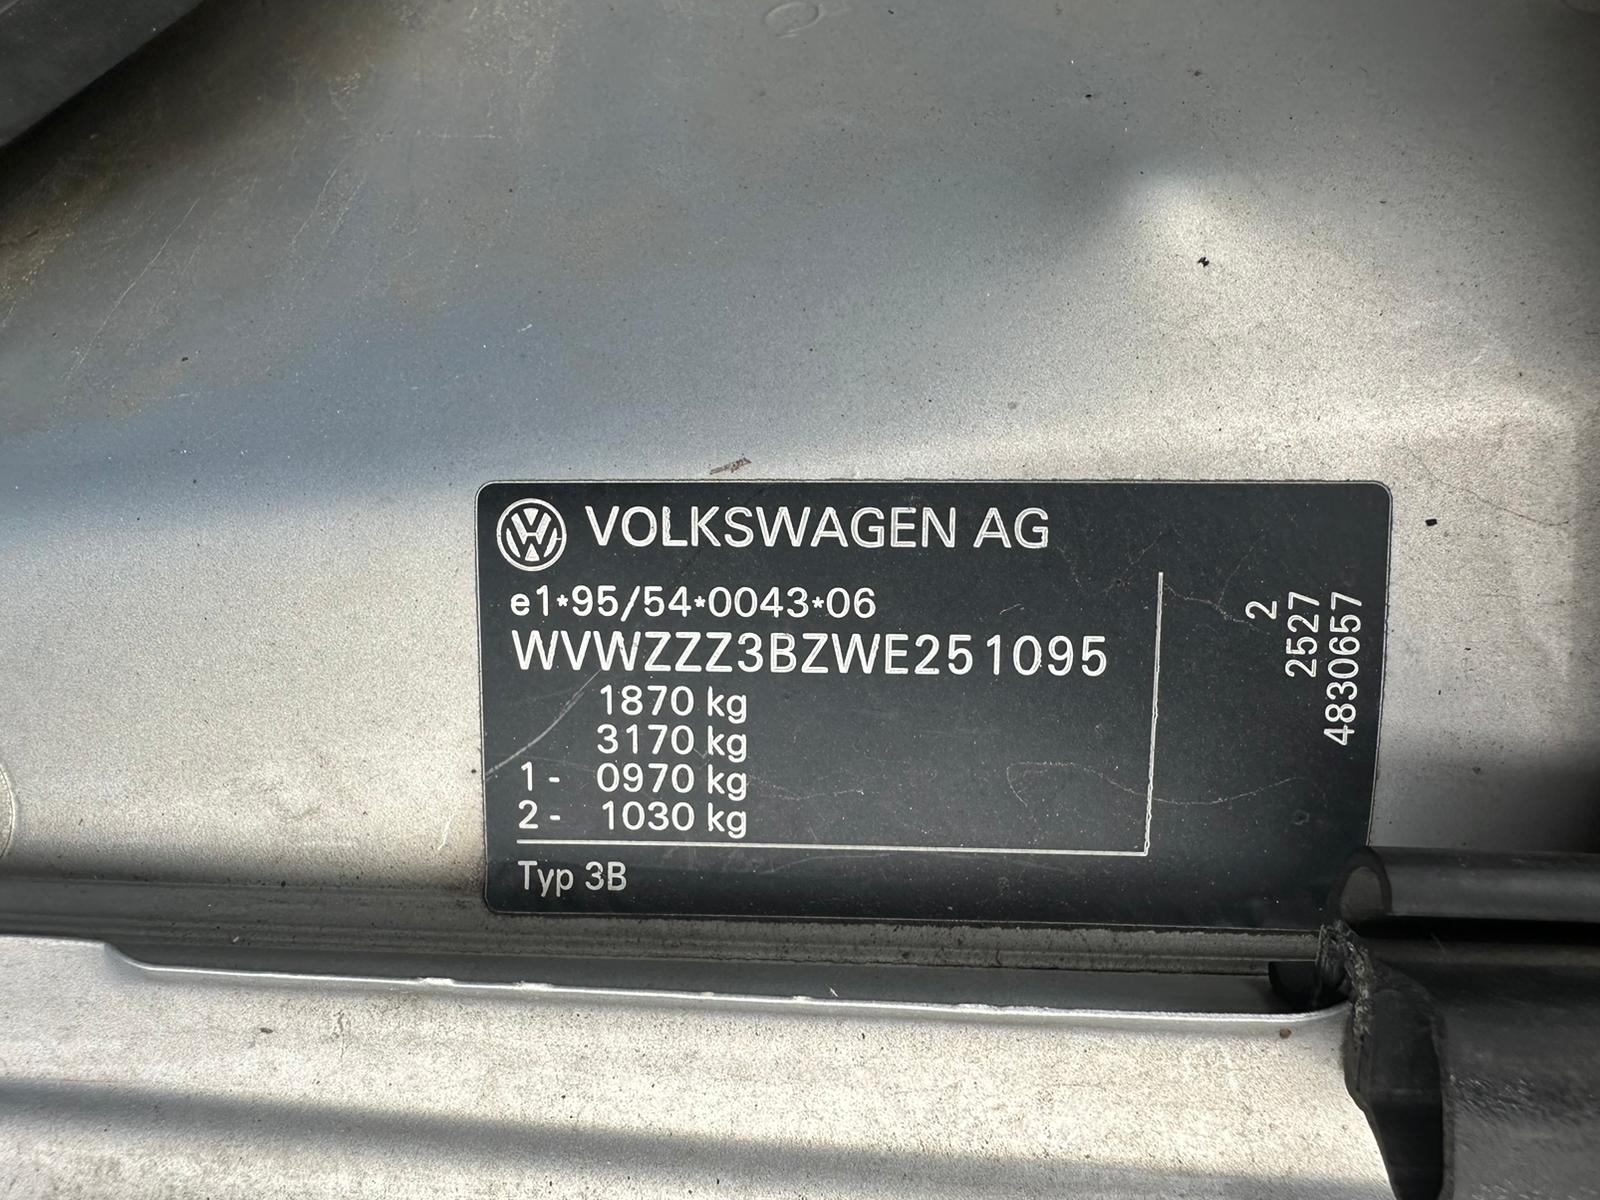 VOLKSWAGEN AG
e1*95/54*0043*06
WVWZZZ3BZWE251095
1870 kg
3170 kg
1 - 0970 kg
2 - 1030 kg
Typ 3B
2
2527
4830657